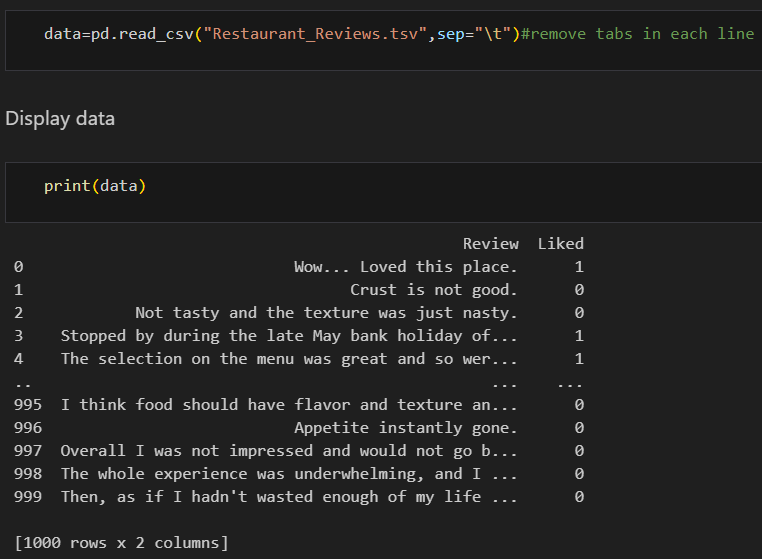 data=pd.read_csv("Restaurant_Reviews.tsv",sep="\t")#remove tabs in each line
Display data
print(data)
Review Liked
0 Wow... Loved this place. 1
1 Crust is not good. 0
2 Not tasty and the texture was just nasty. 0
3 Stopped by during the late May bank holiday of... 1
4 The selection on the menu was great and so wer... 1
.. ... ...
995 I think food should have flavor and texture an... 0
996 Appetite instantly gone. 0
997 Overall I was not impressed and would not go b... 0
998 The whole experience was underwhelming, and I ... 0
999 Then, as if I hadn't wasted enough of my life ... 0
[1000 rows x 2 columns]